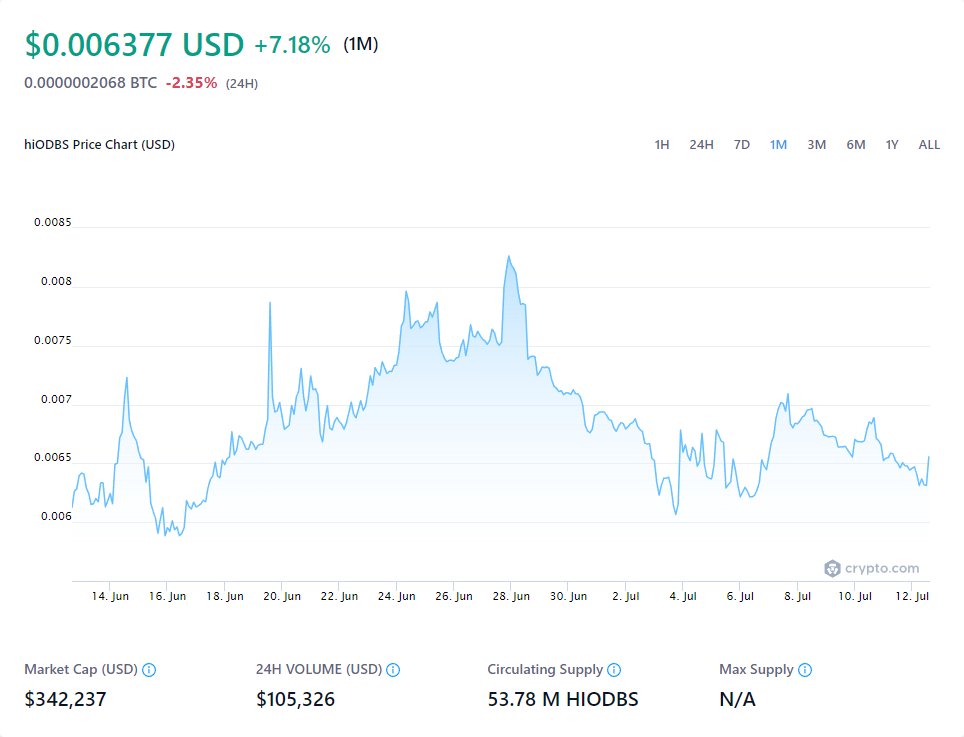 $0.006377 USD +7.18% (1M)
0.0000002068 BTC -2.35% (24H)
hiODBS Price Chart (USD) 1H 24H 7D 1M 3M 6M 1Y ALL
0.0085
0.008
0.0075
0.007
0.0065
0.006
crypto.com
14. Jun 16. Jun 18. Jun 20. Jun 22. Jun 24. Jun 26. Jun 28. Jun 30. Jun 2. Jul 4. Jul 6. Jul 8. Jul 10. Jul 12. Jul
Market Cap (USD) 24H VOLUME (USD) Circulating Supply Max Supply
$342,237 $105,326 53.78 M HIODBS N/A